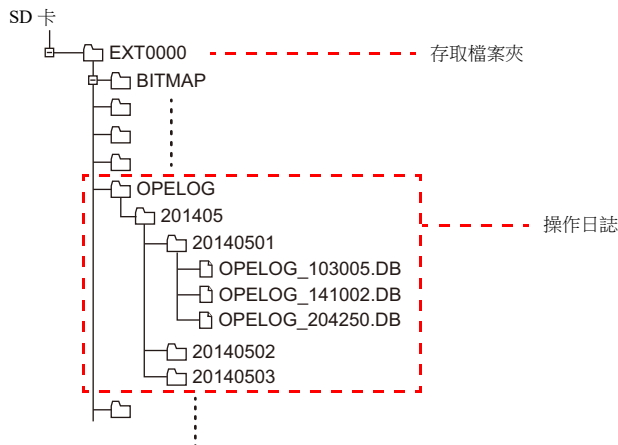 SD 卡
EXT0000
存取檔案夾
BITMAP
OPELOG
201405
操作日誌
20140501
OPELOG_103005.DB
OPELOG_141002.DB
OPELOG_204250.DB
20140502
20140503